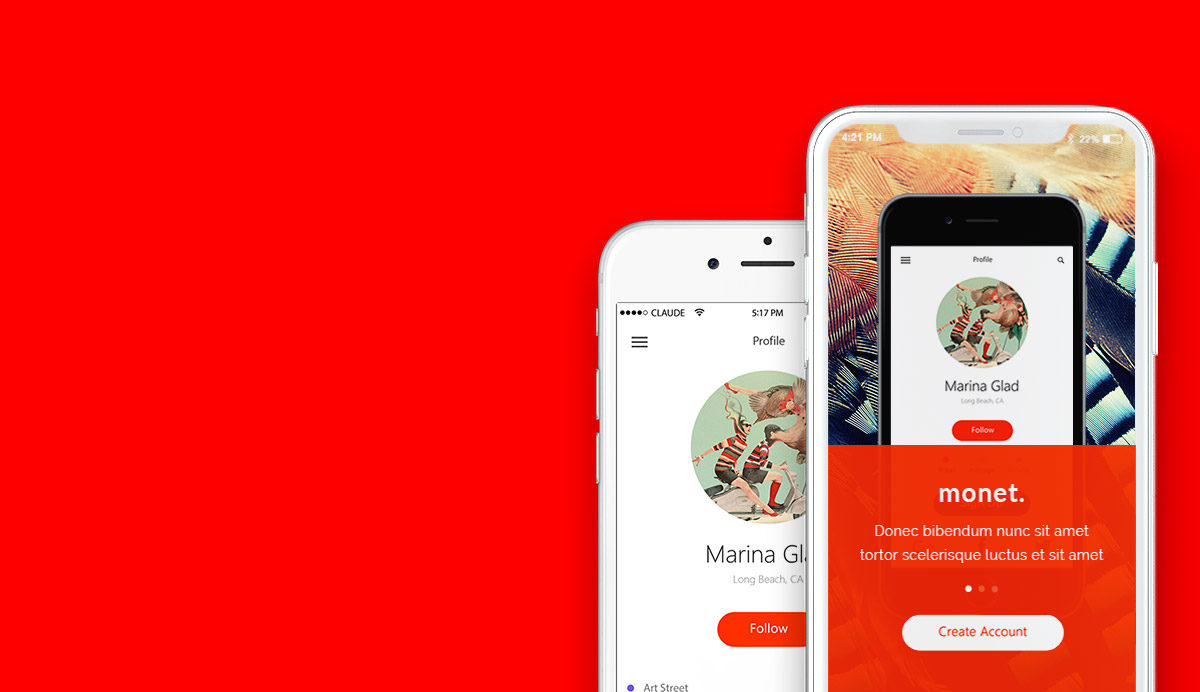 CLAUDE
5:17 PM
Profile
Marina Gl
Long Beach, CA
Follow
Art Street
4:21 PM
22%
Profile
Marina Glad
Long Beach, CA
Follow
monet.
Donec bibendum nunc sit amet
tortor scelerisque luctus et sit amet
Create Account